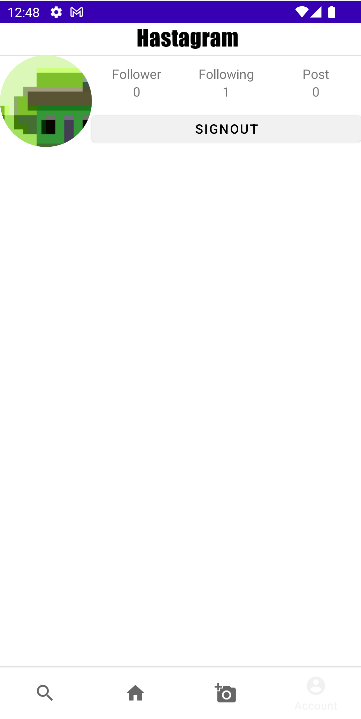 12:48
Hastagram
Follower Following Post
0 1 0
SIGNOUT
Account